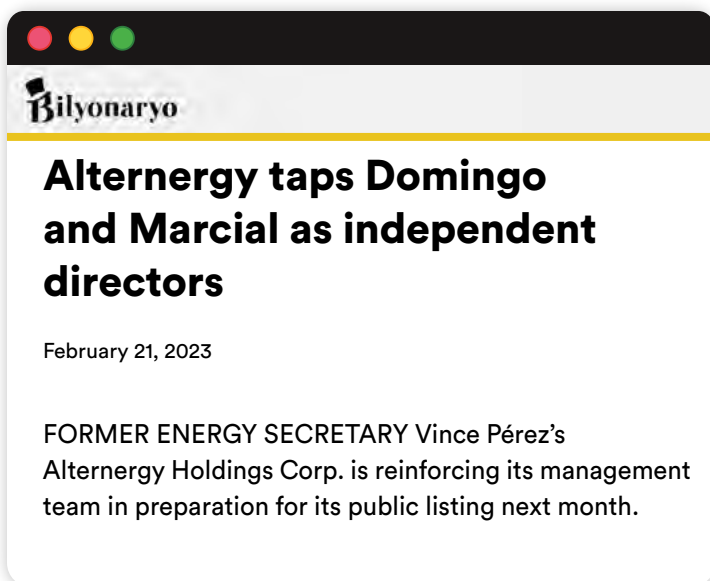 Bilyonaryo
Alternergy taps Domingo
and Marcial as independent
directors
February 21, 2023
FORMER ENERGY SECRETARY Vince Pérez’s
Alternergy Holdings Corp. is reinforcing its management
team in preparation for its public listing next month.